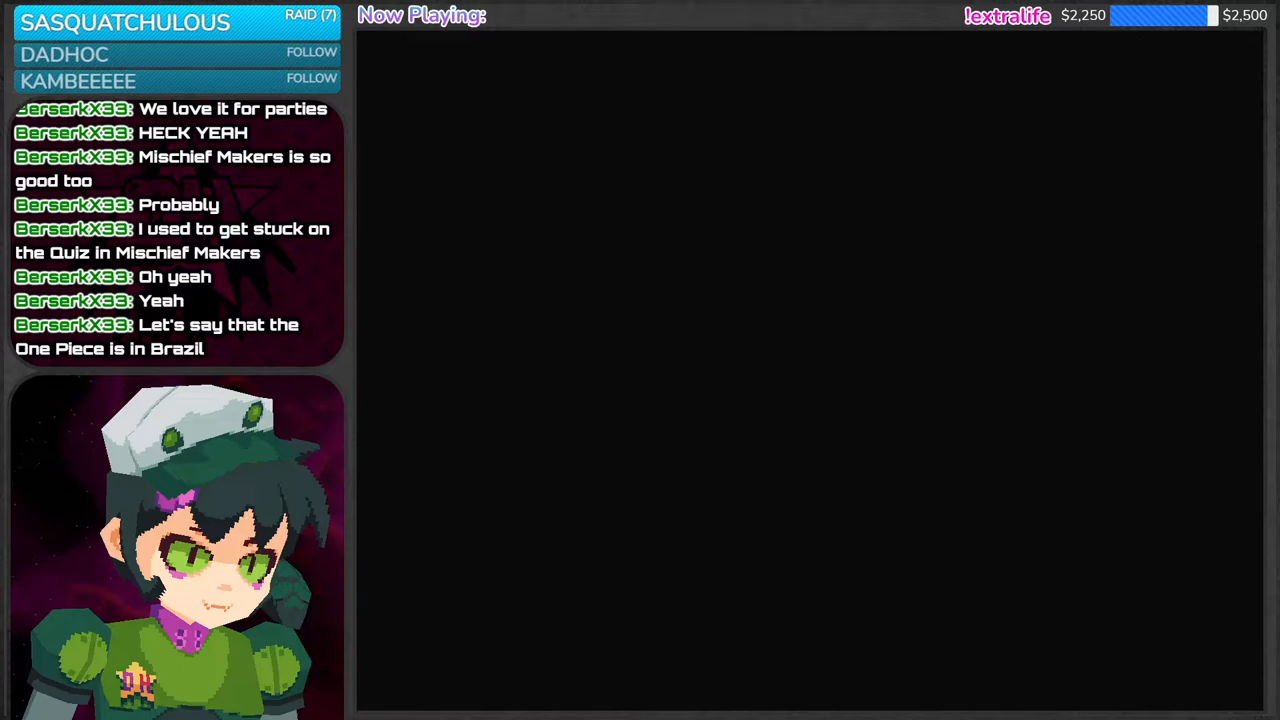 SASQUATCHULOUS RAID (7)
DADHOC FOLLOW
KAMBEEEEE FOLLOW
Now Playing:
!extralife $2,250 $2,500
BerserkX33: We love it for parties
BerserkX33: HECK YEAH
BerserkX33: Mischief Makers is so
good too
BerserkX33: Probably
BerserkX33: I used to get stuck on
the Quiz in Mischief Makers
BerserkX33: Oh yeah
BerserkX33: Yeah
BerserkX33: Let's say that the
One Piece is in Brazil